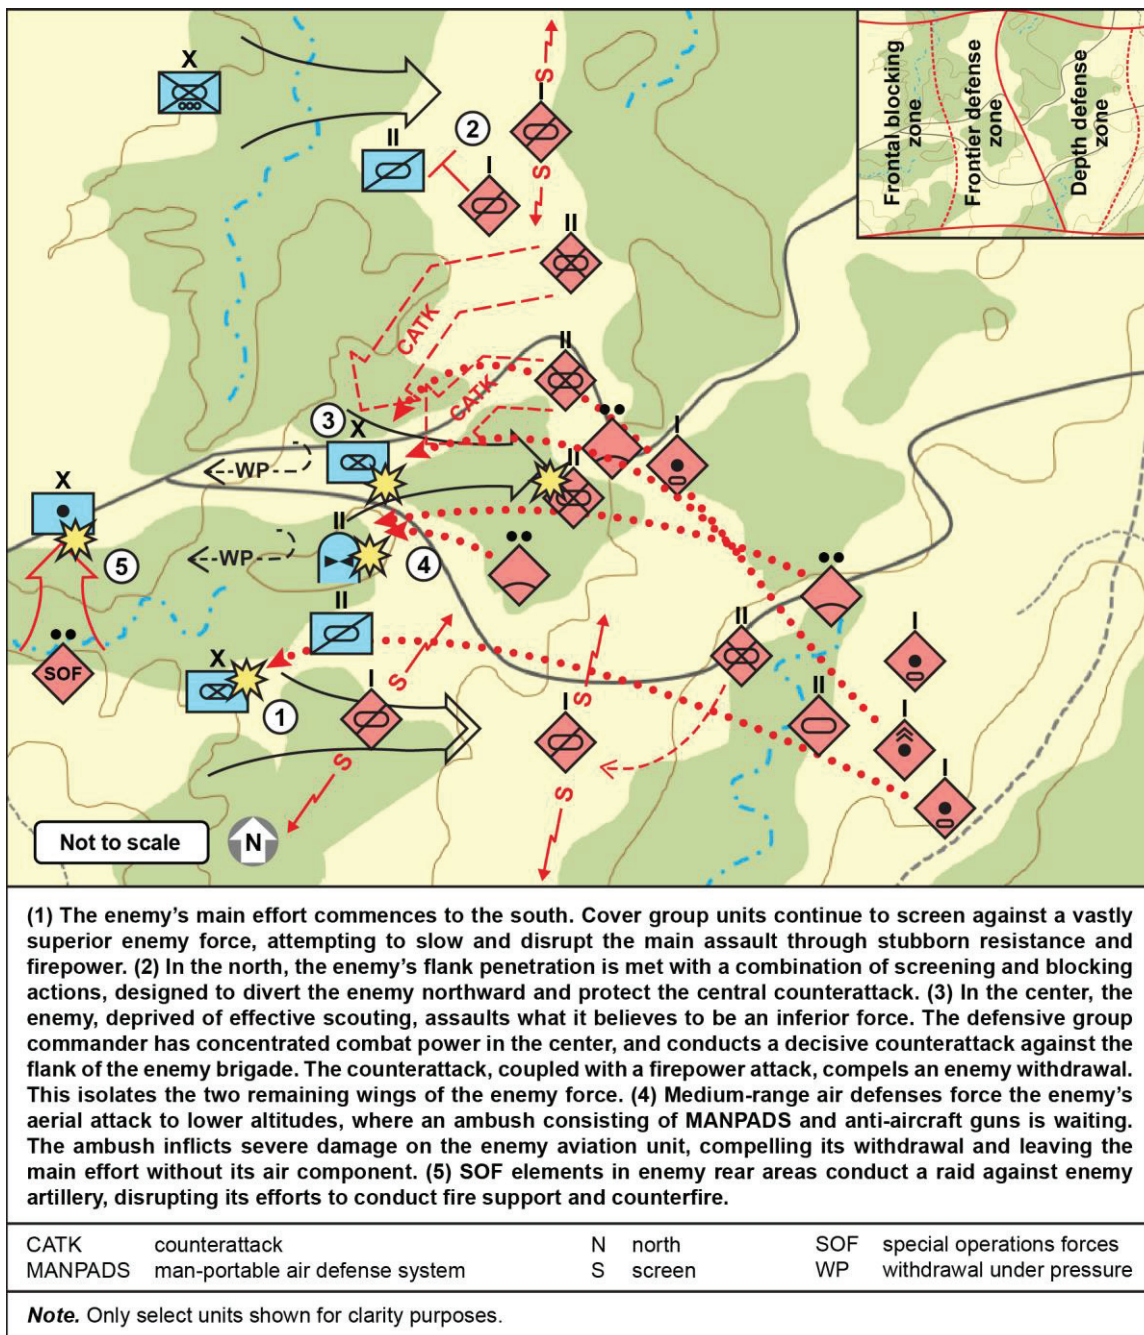 X
S
I
II
2
I
S
Frontal blocking
zone
Frontier defense
zone
Depth defense
zone
II
CATK
II
CATK
3
X
WP
I
II
X
5
WP
II
4
II
II
I
SOF
X
1
I
S
S
I
II
I
I
S
S
Not to scale
N
(1) The enemy's main effort commences to the south. Cover group units continue to screen against a vastly
superior enemy force, attempting to slow and disrupt the main assault through stubborn resistance and
firepower. (2) In the north, the enemy's flank penetration is met with a combination of screening and blocking
actions, designed to divert the enemy northward and protect the central counterattack. (3) In the center, the
enemy, deprived of effective scouting, assaults what it believes to be an inferior force. The defensive group
commander has concentrated combat power in the center, and conducts a decisive counterattack against the
flank of the enemy brigade. The counterattack, coupled with a firepower attack, compels an enemy withdrawal.
This isolates the two remaining wings of the enemy force. (4) Medium-range air defenses force the enemy's
aerial attack to lower altitudes, where an ambush consisting of MANPADS and anti-aircraft guns is waiting.
The ambush inflicts severe damage on the enemy aviation unit, compelling its withdrawal and leaving the
main effort without its air component. (5) SOF elements in enemy rear areas conduct a raid against enemy
artillery, disrupting its efforts to conduct fire support and counterfire.
CATK counterattack N north SOF special operations forces
MANPADS man-portable air defense system S screen WP withdrawal under pressure
Note. Only select units shown for clarity purposes.